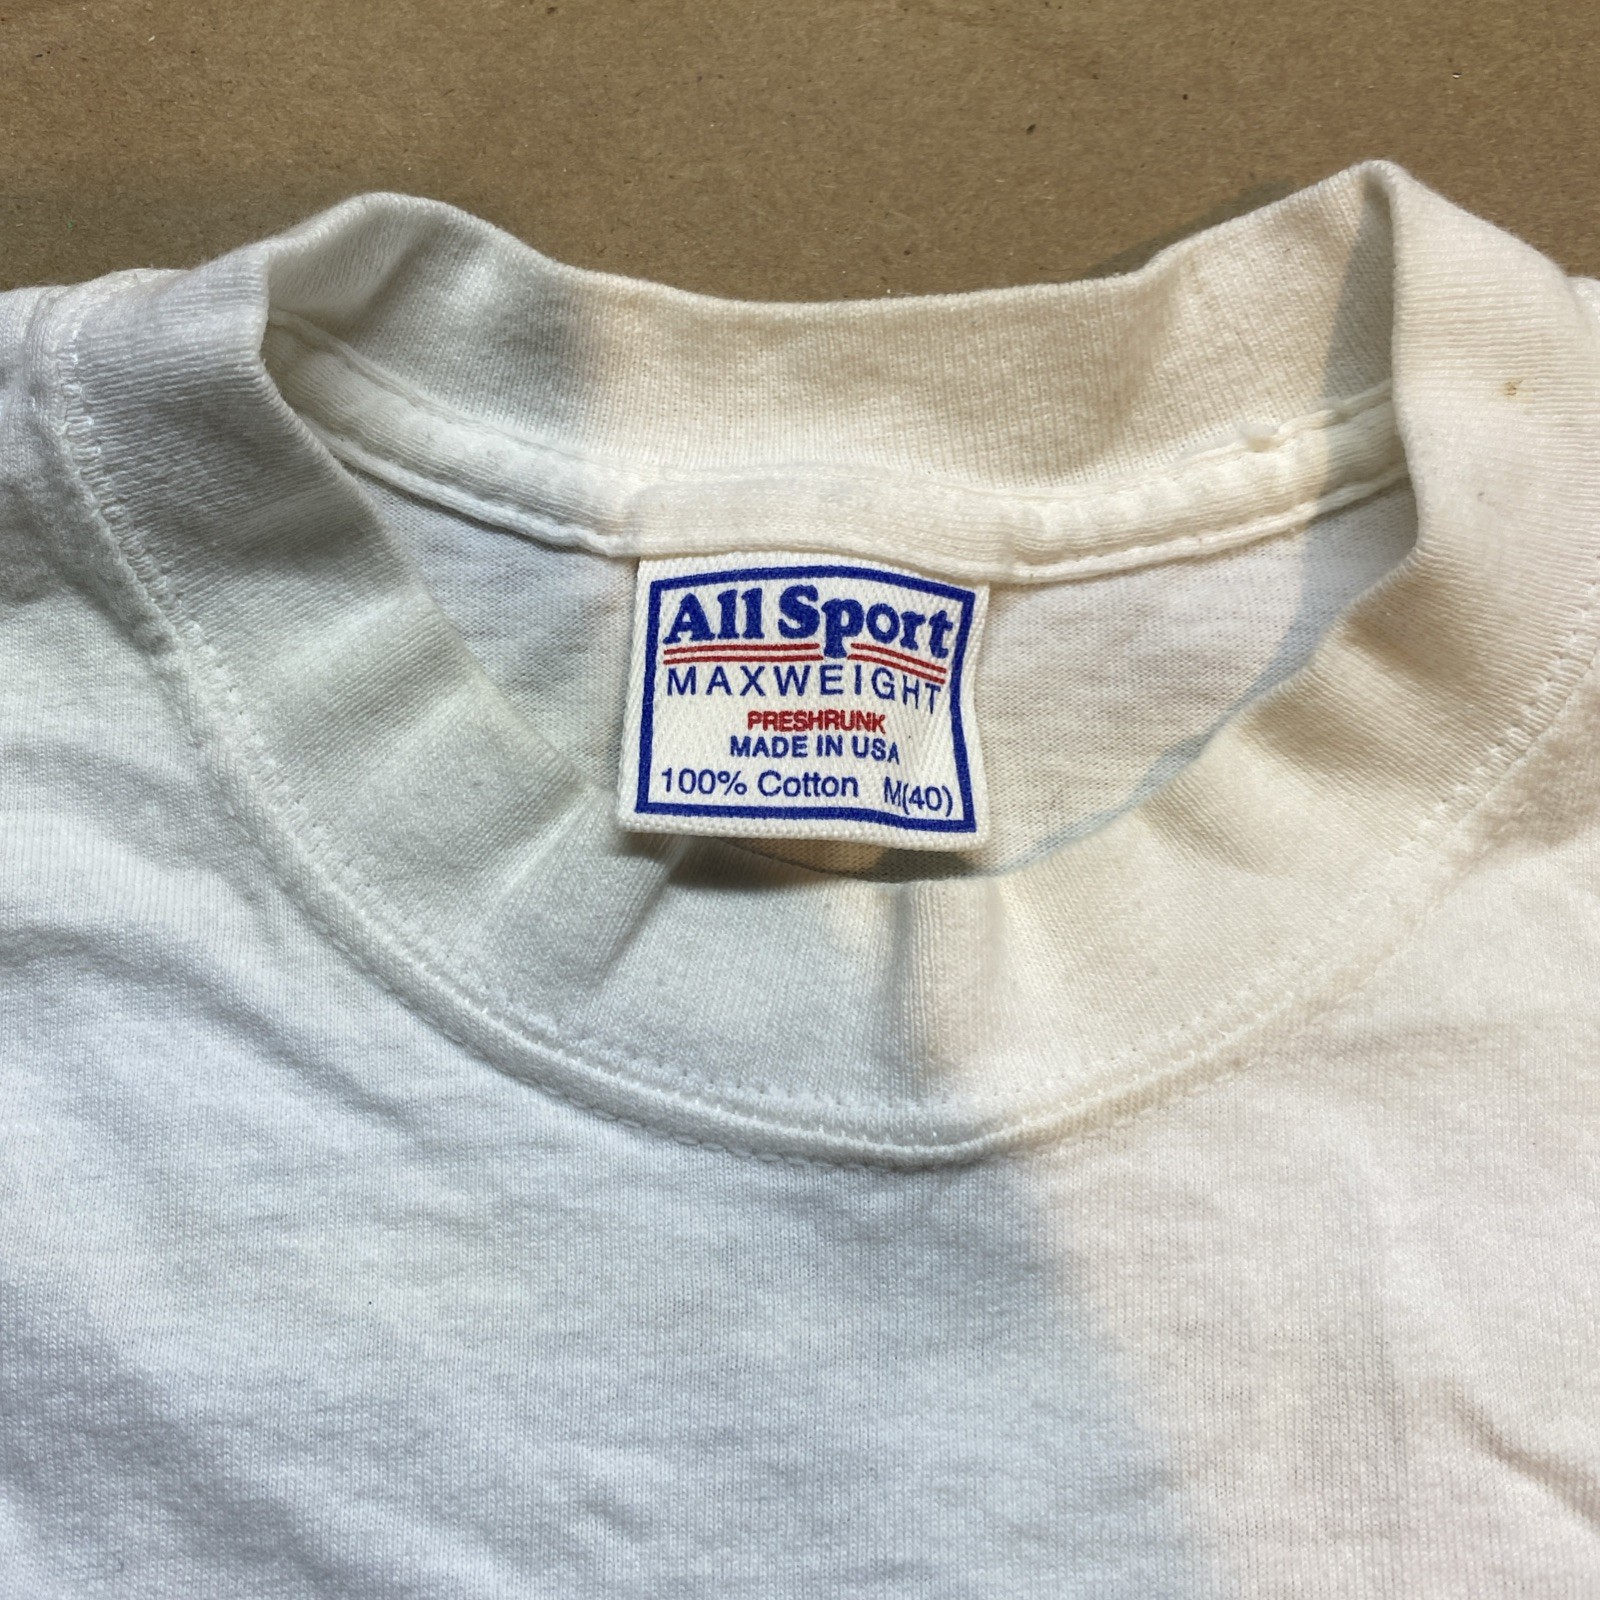 All Sport
MAXWEIGHT
PRESHRUNK
MADE IN USA
100% Cotton M(40)